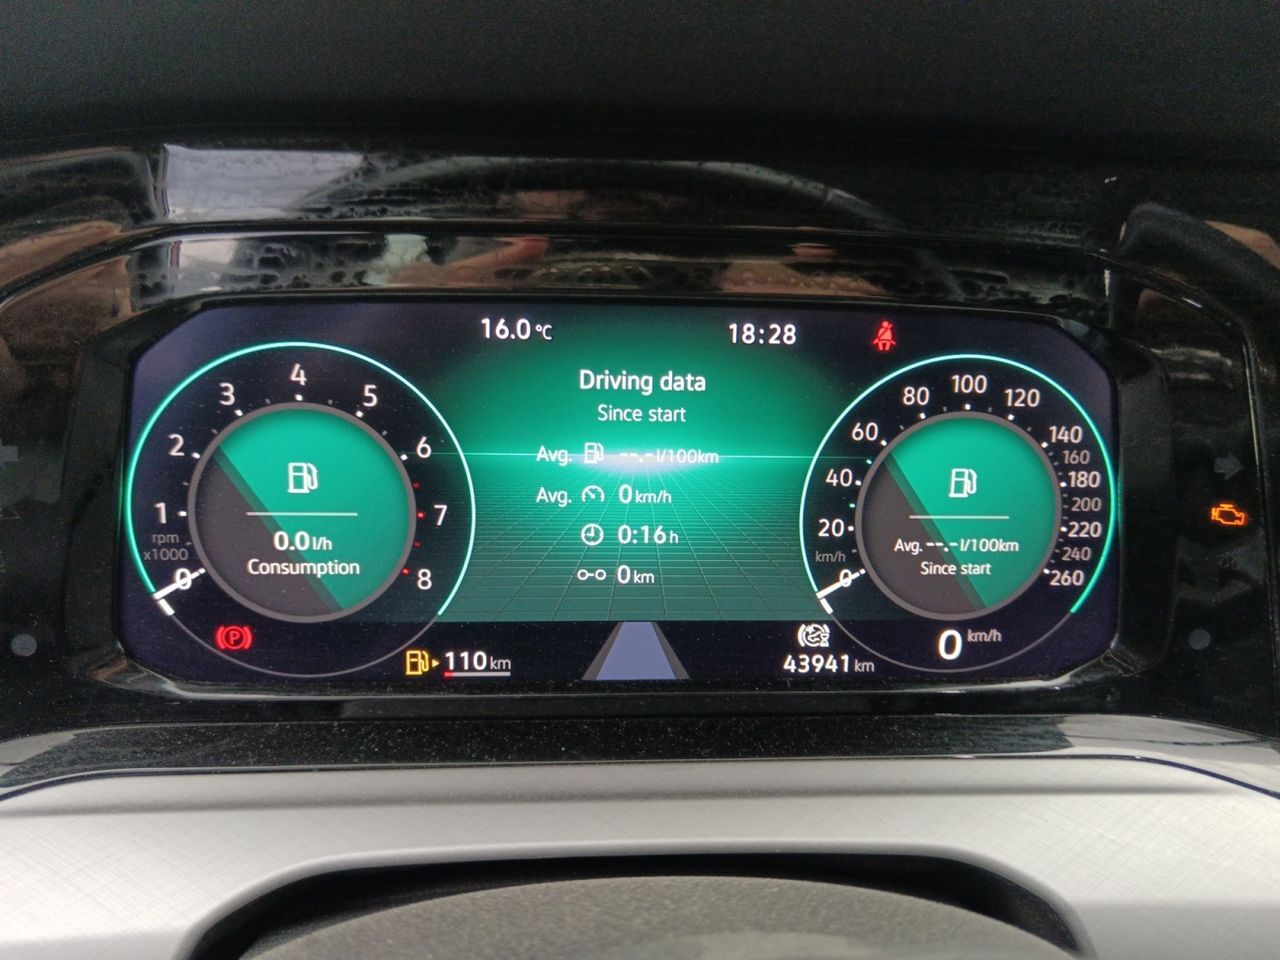 16.0 °C
18:28
Driving data
Since start
Avg. --.- l/100km
Avg. 0 km/h
0:16 h
0 km
0
1
2
3
4
5
6
7
8
rpm
x1000
0.0 l/h
Consumption
0
20
40
60
80
100
120
140
160
180
200
220
240
260
km/h
Avg. --.- l/100km
Since start
P
110 km
43941 km
0 km/h